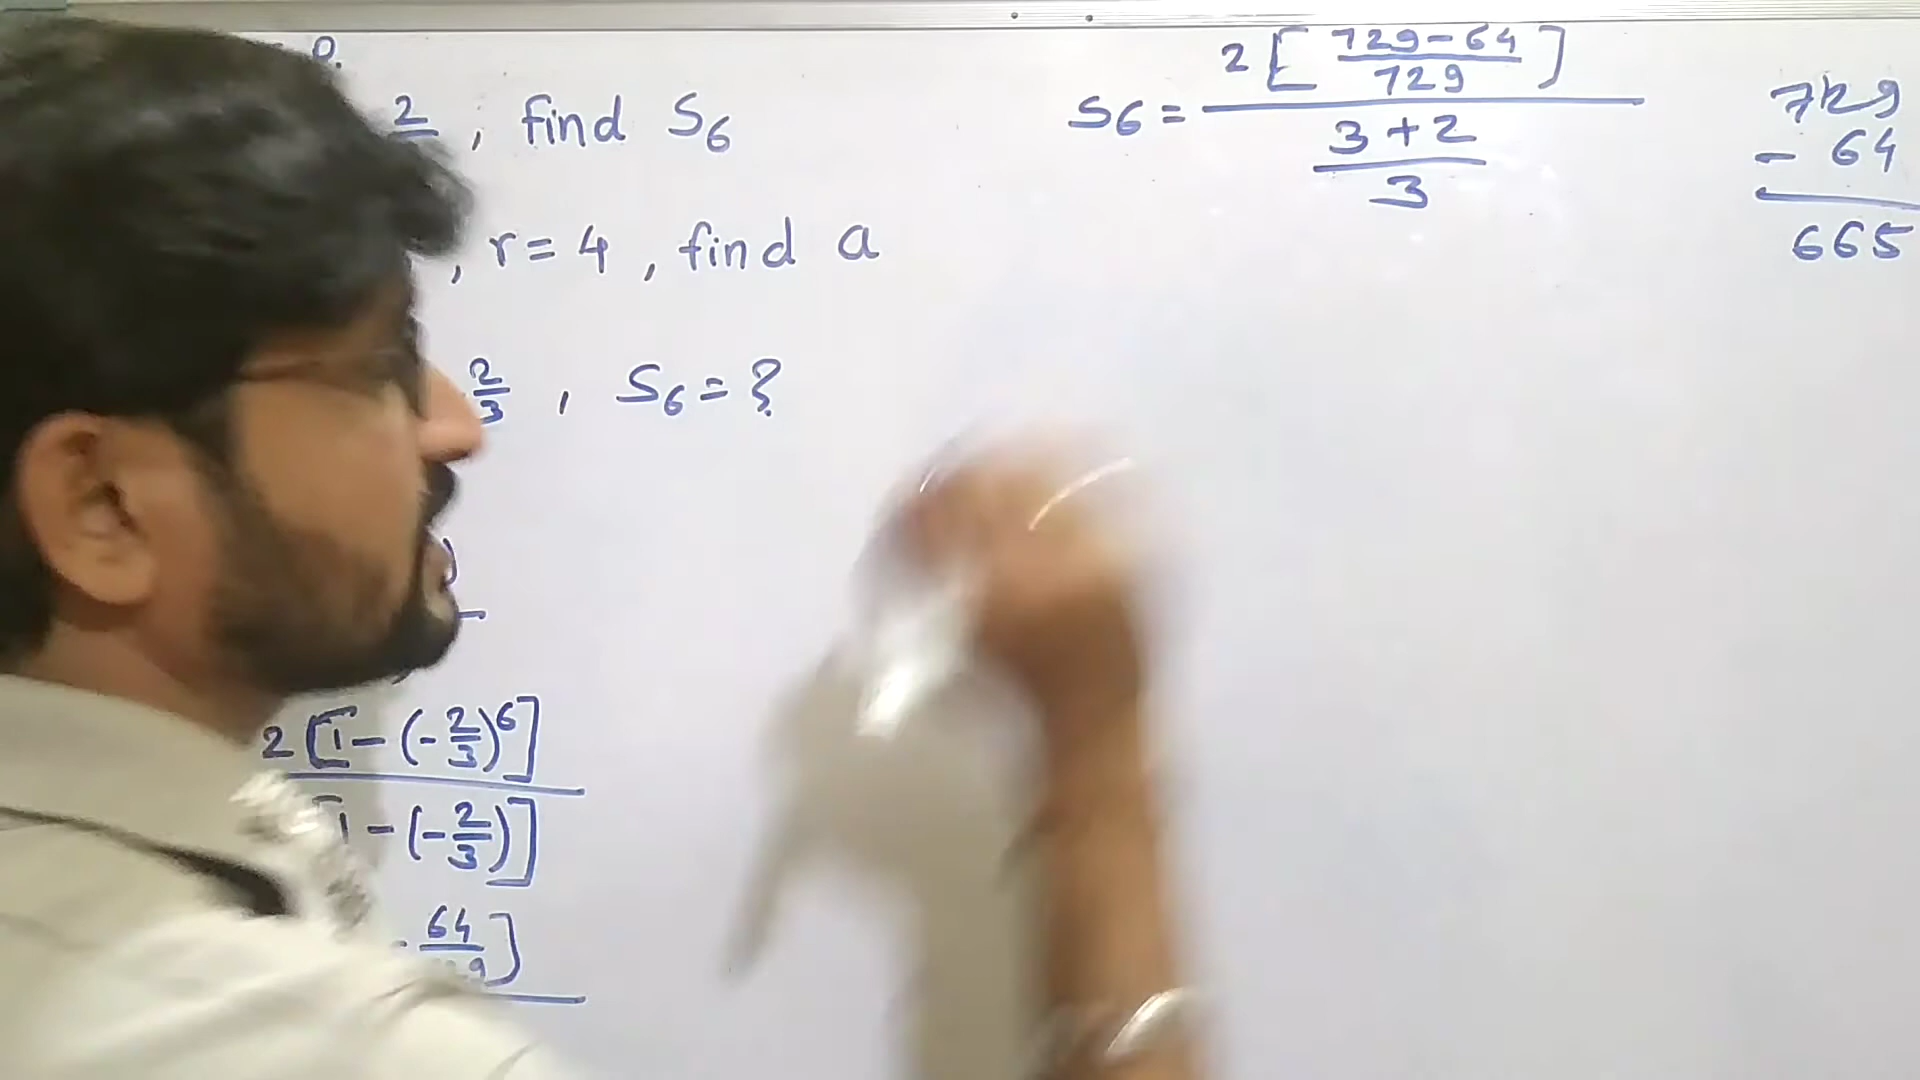 P.
2 ; find S6
, r = 4 , find a
2/3 , S6 = ?
)
2 [1 - (-2/3)^6]
[1 - (-2/3)]
64
S6 = 2 [ (729 - 64) / 729 ] / ( (3 + 2) / 3 )
729
- 64
665